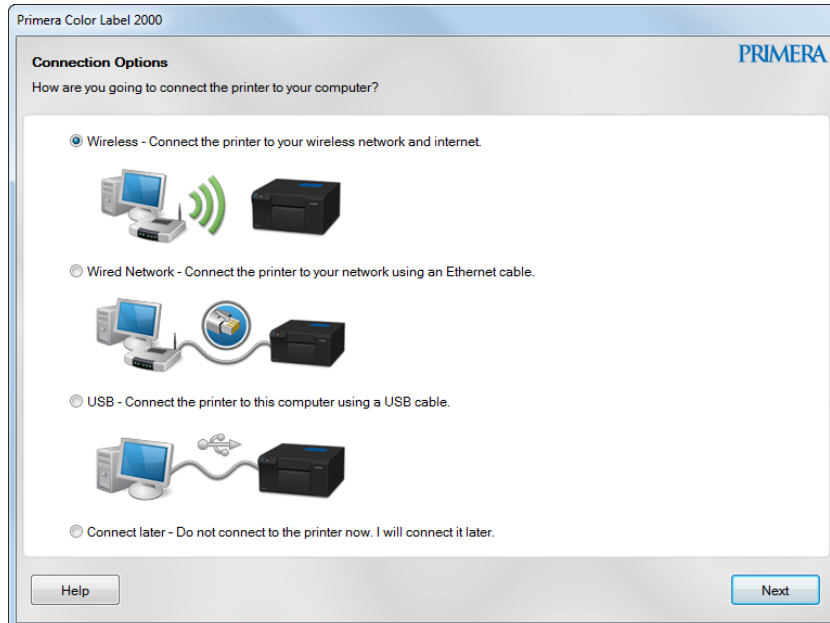 Primera Color Label 2000
PRIMERA
Connection Options
How are you going to connect the printer to your computer?
Wireless - Connect the printer to your wireless network and internet.
Wired Network - Connect the printer to your network using an Ethernet cable.
USB - Connect the printer to this computer using a USB cable.
Connect later - Do not connect to the printer now. I will connect it later.
Help
Next